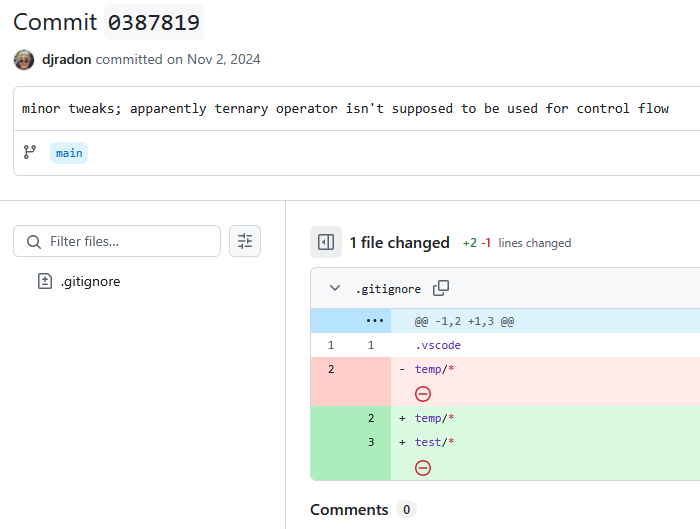 Commit 0387819
djradon committed on Nov 2, 2024
minor tweaks; apparently ternary operator isn't supposed to be used for control flow
main
Filter files...
.gitignore
1 file changed +2 -1 lines changed
.gitignore
@@ -1,2 +1,3 @@
1 1 .vscode
2 - temp/*
2 + temp/*
3 + test/*
Comments 0